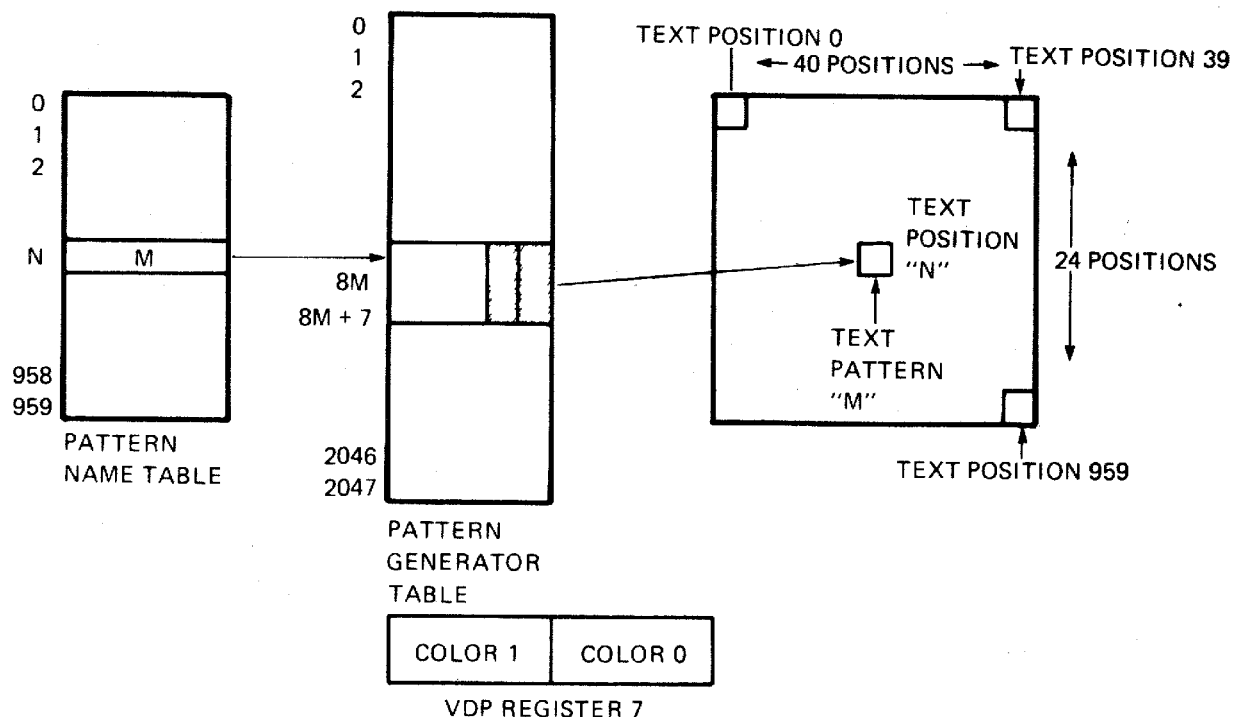 0
1
2
N
M
958
959
PATTERN
NAME TABLE
0
1
2
8M
8M + 7
2046
2047
PATTERN
GENERATOR
TABLE
COLOR 1
COLOR 0
VDP REGISTER 7
TEXT POSITION 0
40 POSITIONS
TEXT POSITION 39
TEXT
POSITION
"N"
24 POSITIONS
TEXT
PATTERN
"M"
TEXT POSITION 959